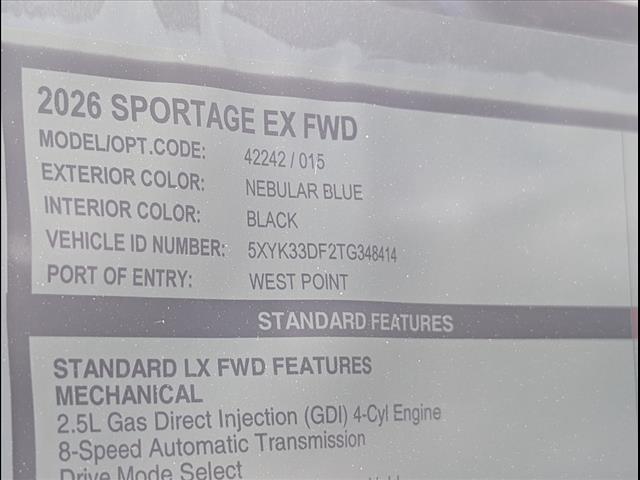 2026 SPORTAGE EX FWD
MODEL/OPT.CODE: 42242 / 015
EXTERIOR COLOR: NEBULAR BLUE
INTERIOR COLOR: BLACK
VEHICLE ID NUMBER: 5XYK33DF2TG348414
PORT OF ENTRY: WEST POINT
STANDARD FEATURES
STANDARD LX FWD FEATURES
MECHANICAL
2.5L Gas Direct Injection (GDI) 4-Cyl Engine
8-Speed Automatic Transmission
Drive Mode Select